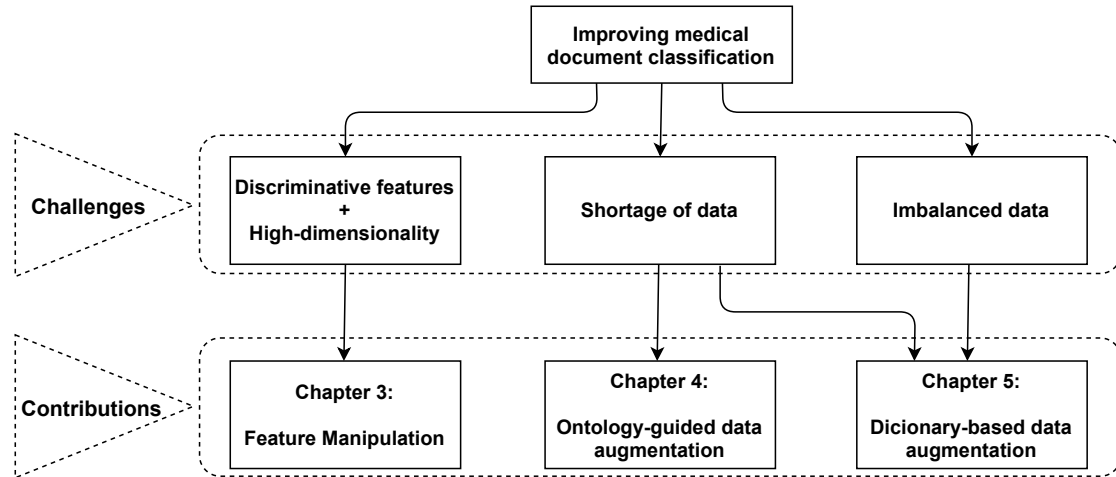 Improving medical
document classification
Challenges
Discriminative features
+
High-dimensionality
Shortage of data
Imbalanced data
Contributions
Chapter 3:
Feature Manipulation
Chapter 4:
Ontology-guided data
augmentation
Chapter 5:
Dicionary-based data
augmentation